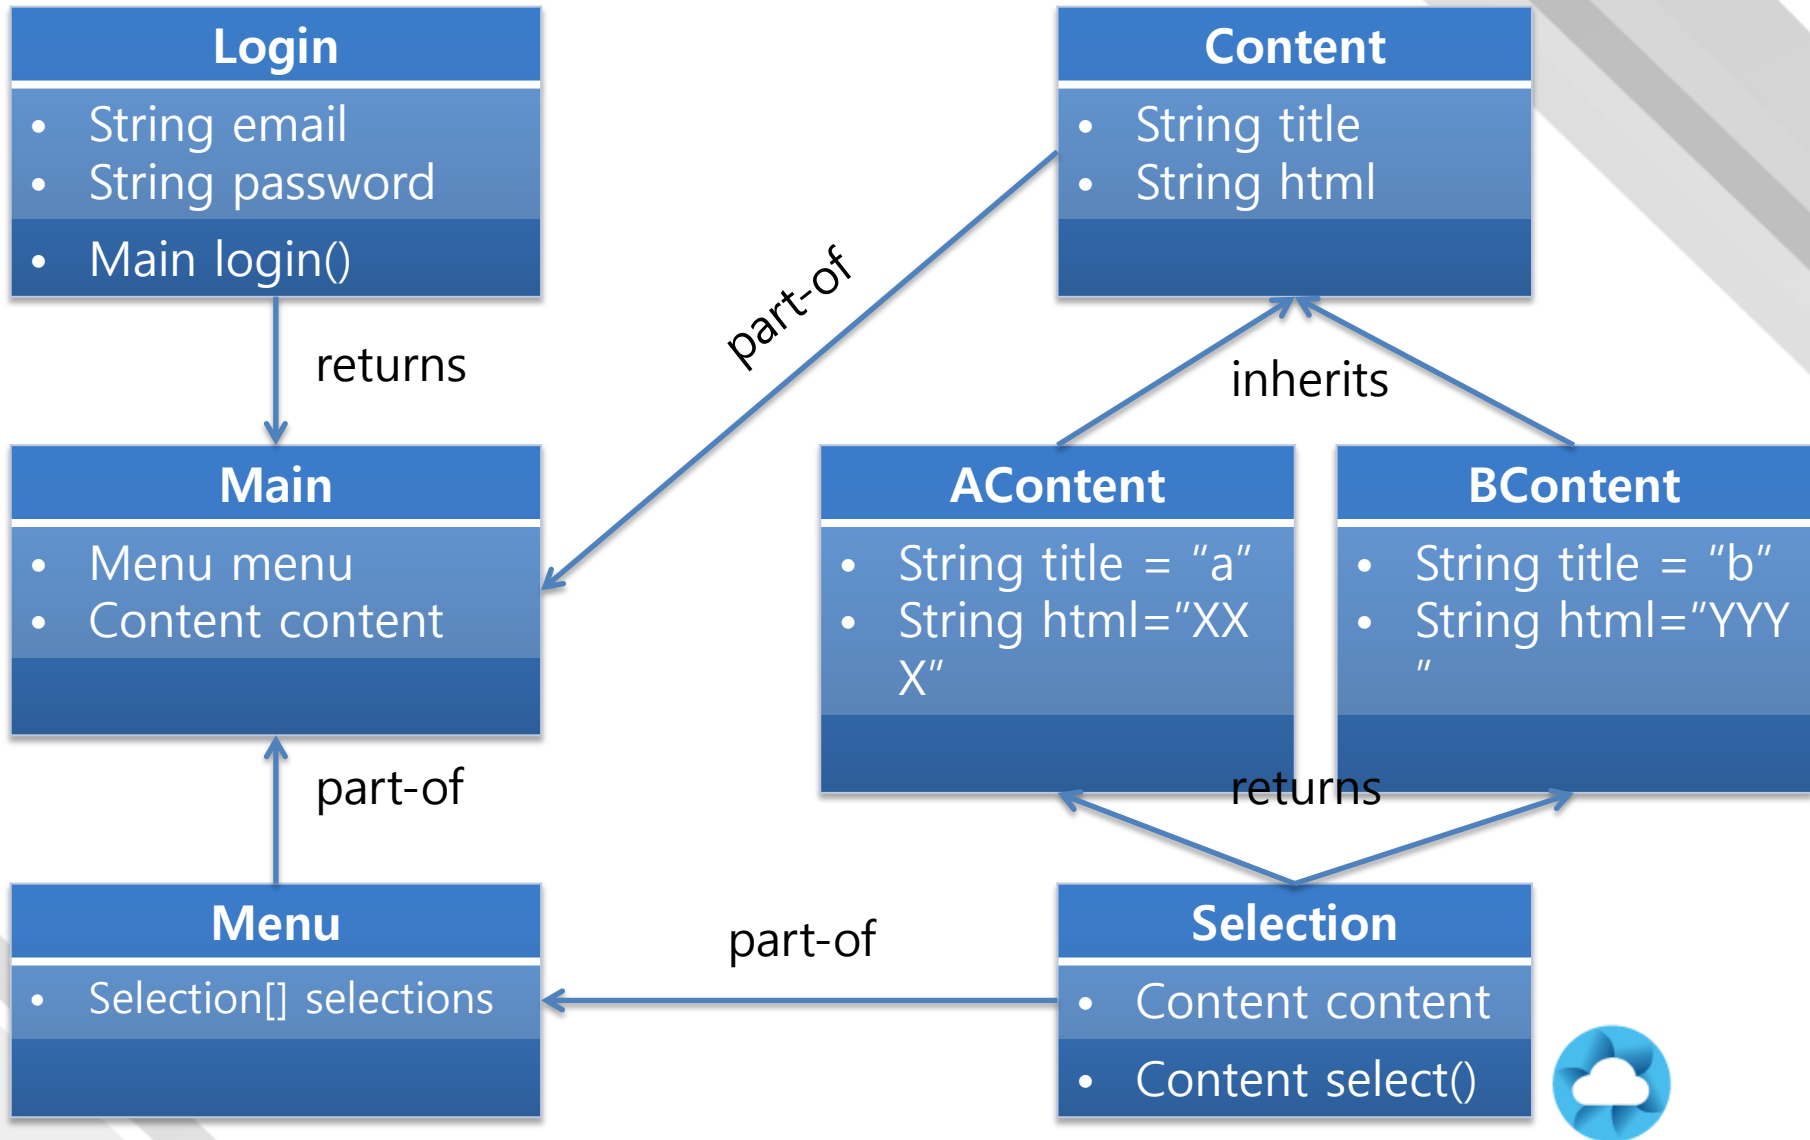 Login
• String email
• String password
• Main login()
returns
Main
• Menu menu
• Content content
part-of
Menu
• Selection[] selections
part-of
part-of
Content
• String title
• String html
inherits
AContent
• String title = "a"
• String html="XX
X"
BContent
• String title = "b"
• String html="YYY
"
returns
Selection
• Content content
• Content select()